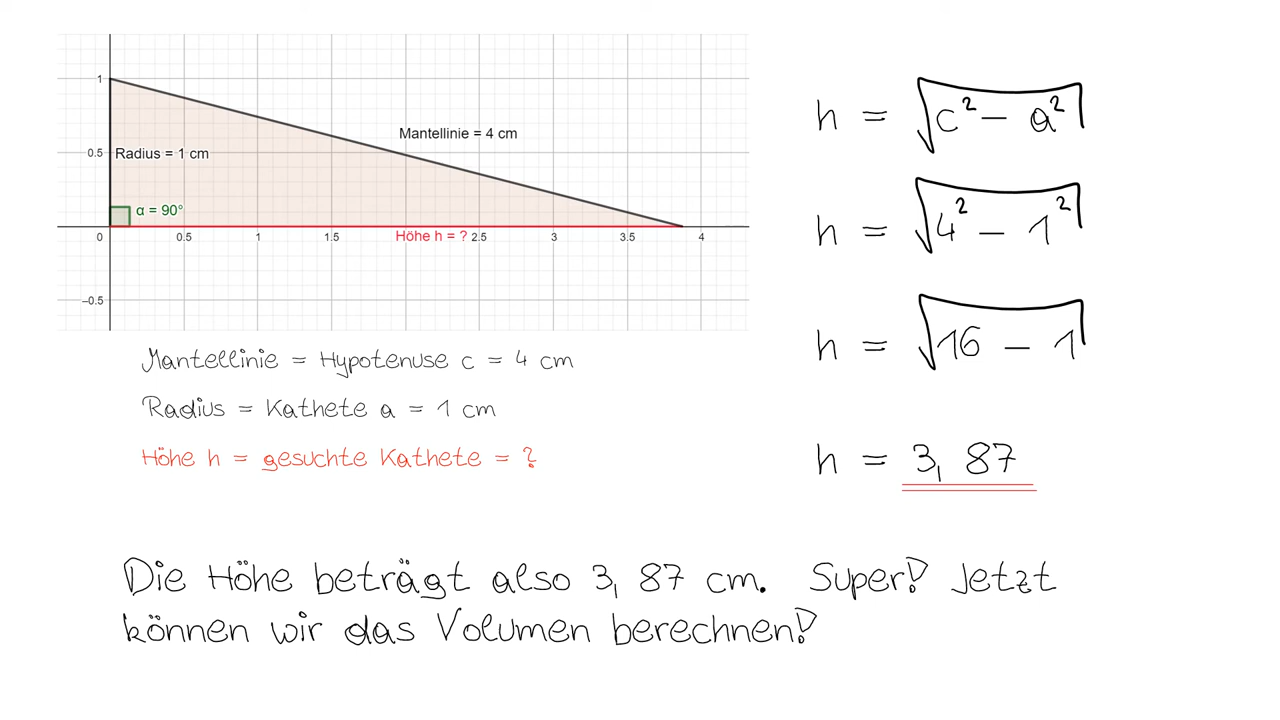 1
Mantellinie = 4 cm
0.5
Radius = 1 cm
α = 90°
0 0.5 1 1.5 Höhe h = ? 2.5 3 3.5 4
–0.5
Mantellinie = Hypotenuse c = 4 cm
Radius = Kathete a = 1 cm
Höhe h = gesuchte Kathete = ?
h = √c² – a²
h = √4² – 1²
h = √16 – 1
h = 3, 87
Die Höhe beträgt also 3, 87 cm. Super! Jetzt
können wir das Volumen berechnen!